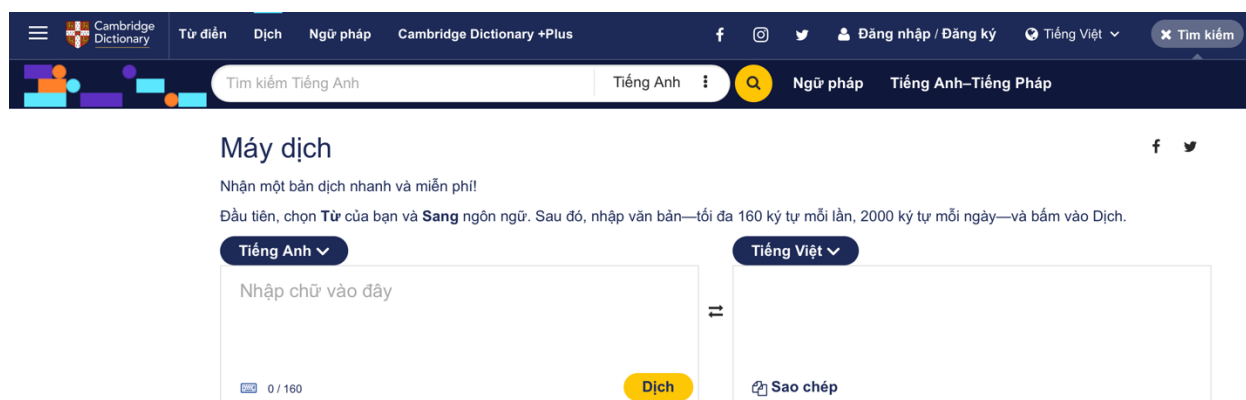 Cambridge Dictionary
Từ điển Dịch Ngữ pháp Cambridge Dictionary +Plus Đăng nhập / Đăng ký Tiếng Việt Tìm kiếm
Tìm kiếm Tiếng Anh Tiếng Anh Ngữ pháp Tiếng Anh–Tiếng Pháp
Máy dịch
Nhận một bản dịch nhanh và miễn phí!
Đầu tiên, chọn Từ của bạn và Sang ngôn ngữ. Sau đó, nhập văn bản—tối đa 160 ký tự mỗi lần, 2000 ký tự mỗi ngày—và bấm vào Dịch.
Tiếng Anh Tiếng Việt
Nhập chữ vào đây
0 / 160 Dịch Sao chép